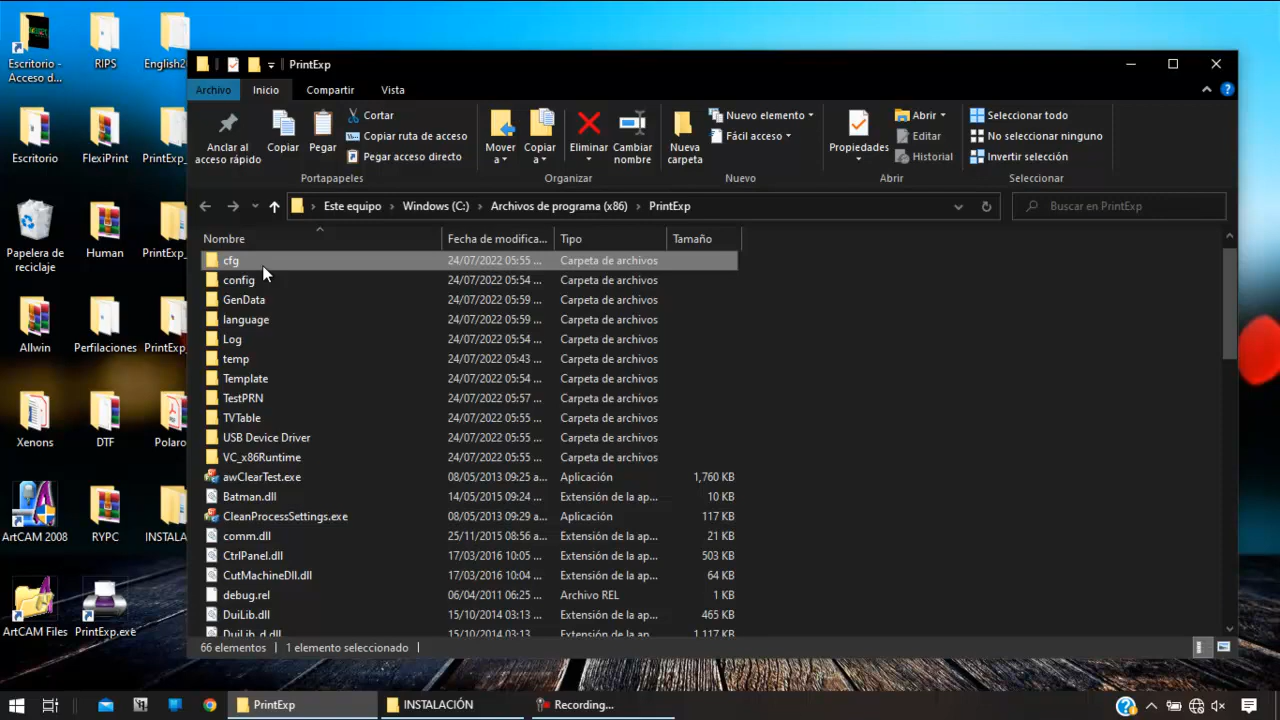 Escritorio -
Acceso d...
RIPS
English2
Escritorio
FlexiPrint
PrintExp_
Papelera de
reciclaje
Human
PrintExp_
Allwin
Perfilaciones
PrintExp_
Xenons
DTF
Polaro
ArtCAM 2008
RYPC
INSTALA
ArtCAM Files
PrintExp.exe
PrintExp
Archivo
Inicio
Compartir
Vista
Anclar al
acceso rápido
Copiar
Pegar
Cortar
Copiar ruta de acceso
Pegar acceso directo
Portapapeles
Mover
a
Copiar
a
Eliminar
Cambiar
nombre
Organizar
Nueva
carpeta
Nuevo elemento
Fácil acceso
Nuevo
Propiedades
Abrir
Editar
Historial
Abrir
Seleccionar todo
No seleccionar ninguno
Invertir selección
Seleccionar
Este equipo > Windows (C:) > Archivos de programa (x86) > PrintExp
Buscar en PrintExp
Nombre Fecha de modifica... Tipo Tamaño
cfg 24/07/2022 05:55 ... Carpeta de archivos
config 24/07/2022 05:54 ... Carpeta de archivos
GenData 24/07/2022 05:59 ... Carpeta de archivos
language 24/07/2022 05:59 ... Carpeta de archivos
Log 24/07/2022 05:54 ... Carpeta de archivos
temp 24/07/2022 05:43 ... Carpeta de archivos
Template 24/07/2022 05:54 ... Carpeta de archivos
TestPRN 24/07/2022 05:57 ... Carpeta de archivos
TVTable 24/07/2022 05:55 ... Carpeta de archivos
USB Device Driver 24/07/2022 05:55 ... Carpeta de archivos
VC_x86Runtime 24/07/2022 05:55 ... Carpeta de archivos
awClearTest.exe 08/05/2013 09:25 a... Aplicación 1,760 KB
Batman.dll 14/05/2015 09:24 ... Extensión de la ap... 10 KB
CleanProcessSettings.exe 08/05/2013 09:29 a... Aplicación 117 KB
comm.dll 25/11/2015 08:56 a... Extensión de la ap... 21 KB
CtrlPanel.dll 17/03/2016 10:05 ... Extensión de la ap... 503 KB
CutMachineDll.dll 17/03/2016 10:04 ... Extensión de la ap... 64 KB
debug.rel 06/04/2011 06:25 ... Archivo REL 1 KB
DuiLib.dll 15/10/2014 03:13 ... Extensión de la ap... 465 KB
DuiLib_d.dll 15/10/2014 03:13 ... Extensión de la ap... 1,117 KB
66 elementos 1 elemento seleccionado
PrintExp
INSTALACIÓN
Recording...